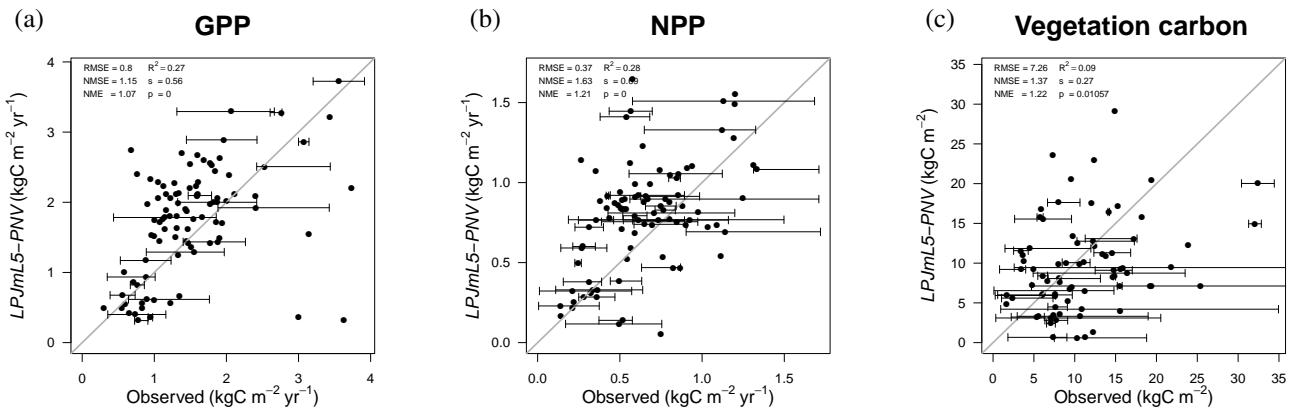 (a) GPP
RMSE = 0.8 R² = 0.27
NMSE = 1.15 s = 0.56
NME = 1.07 p = 0
LPJmL5−PNV (kgC m−2 yr−1)
4
3
2
1
0
0 1 2 3 4
Observed (kgC m−2 yr−1)
(b) NPP
RMSE = 0.37 R² = 0.28
NMSE = 1.63 s = 0.69
NME = 1.21 p = 0
LPJmL5−PNV (kgC m−2 yr−1)
1.5
1.0
0.5
0.0
0.0 0.5 1.0 1.5
Observed (kgC m−2 yr−1)
(c) Vegetation carbon
RMSE = 7.26 R² = 0.09
NMSE = 1.37 s = 0.27
NME = 1.22 p = 0.01057
LPJmL5−PNV (kgC m−2)
35
30
25
20
15
10
5
0
0 5 10 15 20 25 30 35
Observed (kgC m−2)